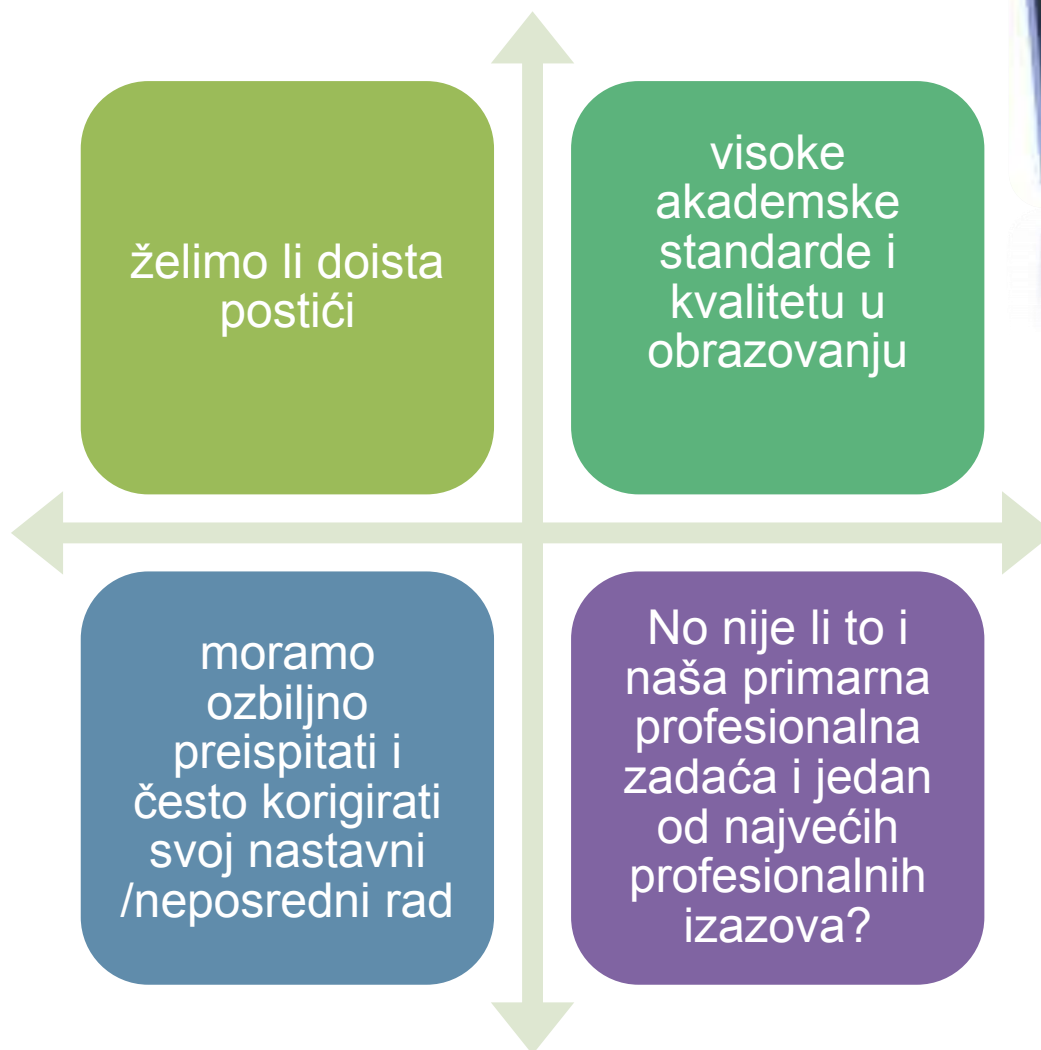 želimo li doista
postići
visoke
akademske
standarde i
kvalitetu u
obrazovanju
moramo
ozbiljno
preispitati i
često korigirati
svoj nastavni
/neposredni rad
No nije li to i
naša primarna
profesionalna
zadaća i jedan
od najvećih
profesionalnih
izazova?